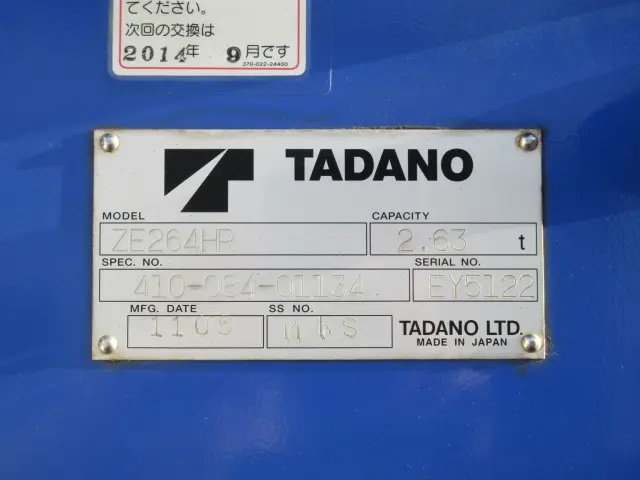 てください。
次回の交換は
2014年 9月です
370-022-24400
TADANO
MODEL CAPACITY
ZE264HR 2.63 t
SPEC. NO. SERIAL NO.
410-084-01134 EY5122
MFG. DATE SS NO.
TADANO LTD.
MADE IN JAPAN